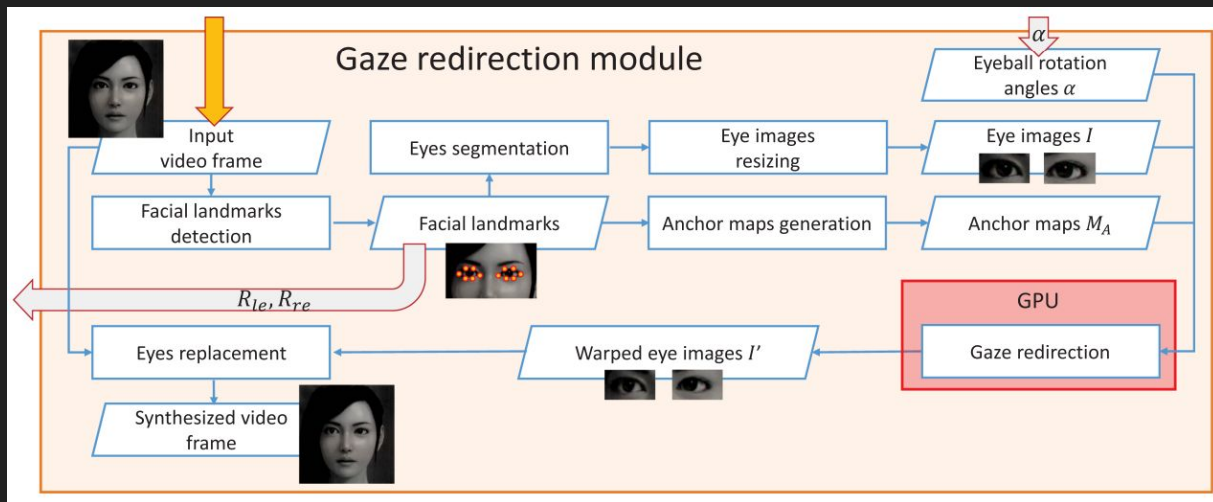 Gaze redirection module
α
Eyeball rotation
angles α
Input
video frame
Eyes segmentation
Eye images
resizing
Eye images I
Facial landmarks
detection
Facial landmarks
Anchor maps generation
Anchor maps M_A
R_le, R_re
GPU
Eyes replacement
Warped eye images I'
Gaze redirection
Synthesized video
frame